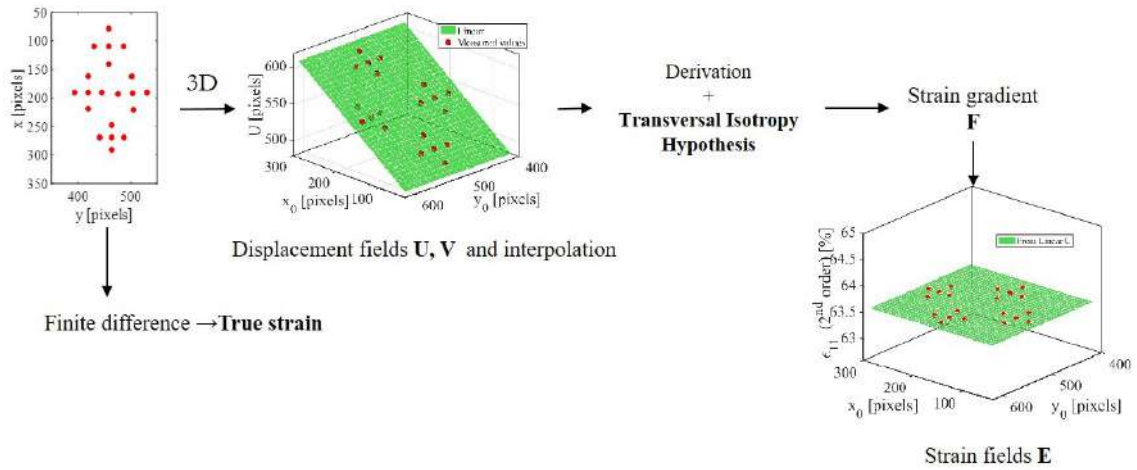 50
100
150
200
250
300
350
x [pixels]
400
500
y [pixels]
3D
Linear
Measured values
600
550
500
U [pixels]
300
200
100
x₀ [pixels]
400
500
600
y₀ [pixels]
Displacement fields U, V and interpolation
Derivation
+
Transversal Isotropy
Hypothesis
Strain gradient
F
Finite difference →True strain
65
64.5
64
63.5
63
ϵ₁₁ (2ⁿᵈ order) [%]
From Linear U
300
200
100
x₀ [pixels]
400
500
600
y₀ [pixels]
Strain fields E